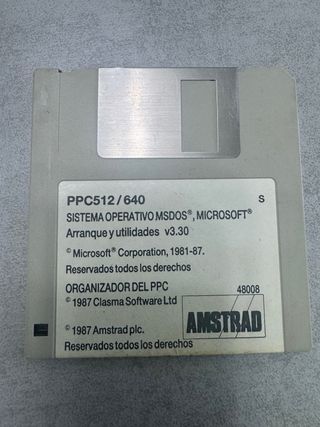 PPC512/640 S
SISTEMA OPERATIVO MSDOS®, MICROSOFT®
Arranque y utilidades v3.30
© Microsoft® Corporation, 1981-87.
Reservados todos los derechos
ORGANIZADOR DEL PPC 48008
© 1987 Clasma Software Ltd
AMSTRAD
© 1987 Amstrad plc.
Reservados todos los derechos